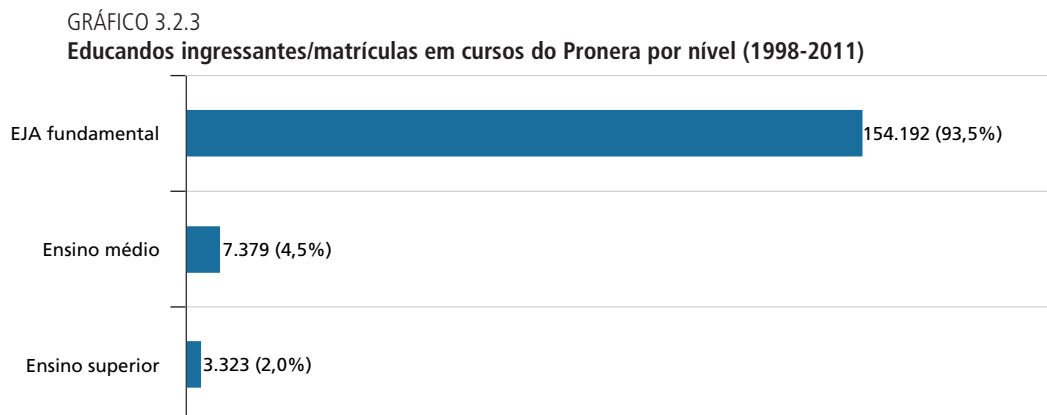 GRÁFICO 3.2.3
Educandos ingressantes/matrículas em cursos do Pronera por nível (1998-2011)
EJA fundamental 154.192 (93,5%)
Ensino médio 7.379 (4,5%)
Ensino superior 3.323 (2,0%)